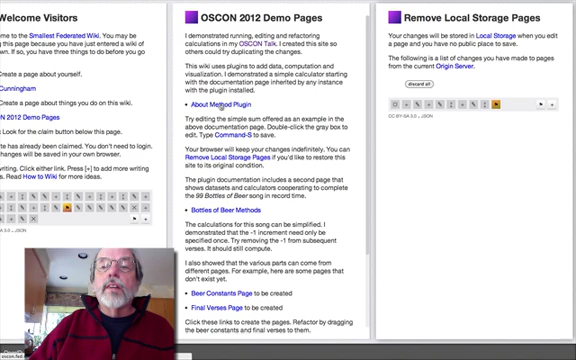 Welcome Visitors
me to the Smallest Federated Wiki. You may be
g this page because you have just entered a wiki of
n. If so, you have three things to do before you
go
Create a page about yourself.
Cunningham
Create a page about things you do on this wiki.
N 2012 Demo Pages
Look for the claim button below this page.
te has already been claimed. You don't need to login.
hanges will be saved in your own browser.
writing. Click either link. Press [+] to add more writing
s. Read How to Wiki for more ideas.
OSCON 2012 Demo Pages
I demonstrated running, editing and refactoring
calculations in my OSCON Talk. I created this site so
others could try duplicating the changes.
This wiki uses plugins to add data, computation and
visualization. I demonstrated a simple calculator starting
with the documentation page inherited by any instance
with the plugin installed.
• About Method Plugin
Try editing the simple sum offered as an example in the
above documentation page. Double-click the gray box to
edit. Type Command-S to save.
Your browser will keep your changes indefinitely. You can
Remove Local Storage Pages if you'd like to restore this
site to its original condition.
The plugin documentation includes a second page that
shows datasets and calculators cooperating to complete
the 99 Bottles of Beer song in record time.
• Bottles of Beer Methods
The calculations for this song can be simplified. I
demonstrated that the -1 increment need only be
specified once. Try removing the -1 from subsequent
verses. It should still compute.
I also showed that the various parts can come from
different pages. For example, here are some pages that
don't exist yet.
• Beer Constants Page to be created
• Final Verses Page to be created
Click these links to create the pages. Refactor by dragging
the beer constants and final verses to them.
Remove Local Storage Pages
Your changes will be stored in Local Storage when you edit
a page and you have no public place to save.
The following is a list of changes you have made to pages
from the current Origin Server.
discard all
CC BY-SA 3.0 . JSON
3.0 . JSON
oscon.fed